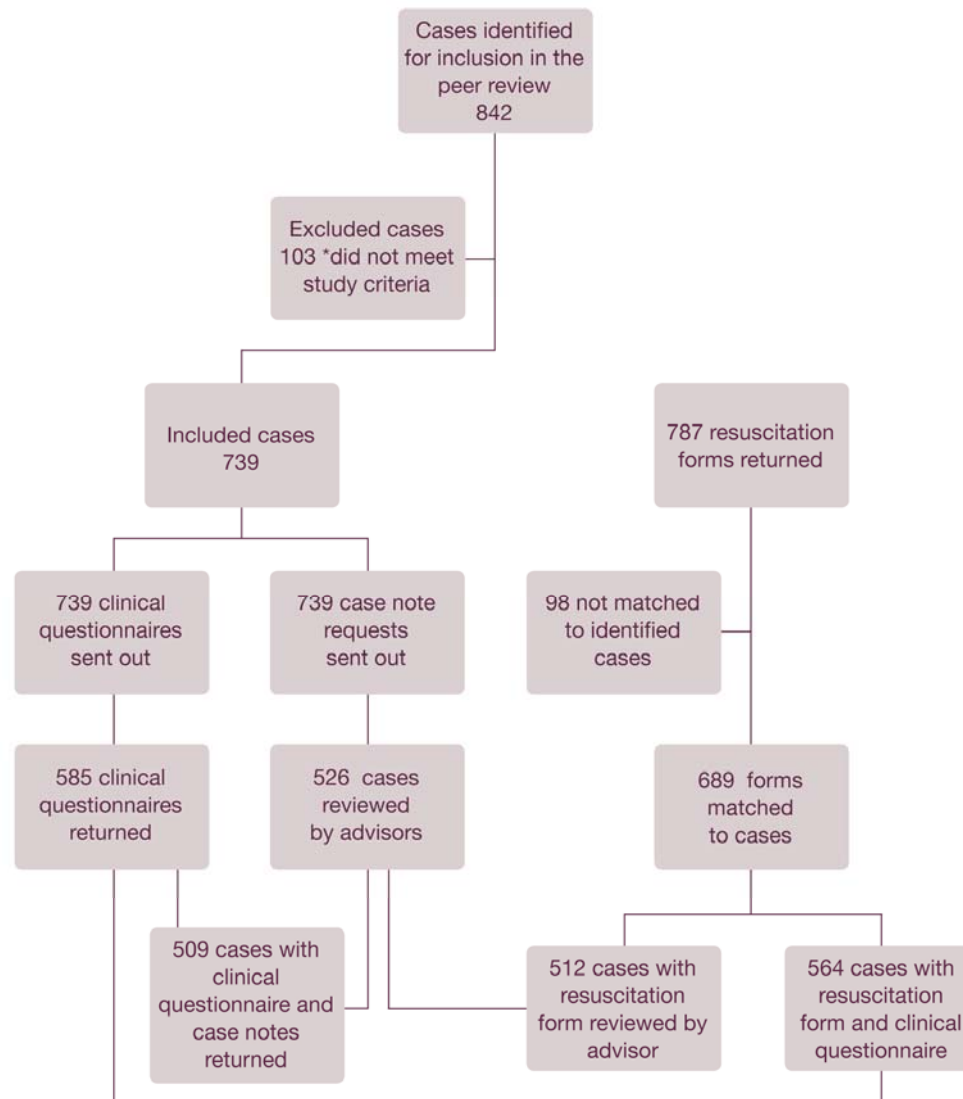 Cases identified
for inclusion in the
peer review
842
Excluded cases
103 *did not meet
study criteria
Included cases
739
787 resuscitation
forms returned
739 clinical
questionnaires
sent out
739 case note
requests
sent out
98 not matched
to identified
cases
585 clinical
questionnaires
returned
526 cases
reviewed
by advisors
689 forms
matched
to cases
509 cases with
clinical
questionnaire and
case notes
returned
512 cases with
resuscitation
form reviewed by
advisor
564 cases with
resuscitation
form and clinical
questionnaire